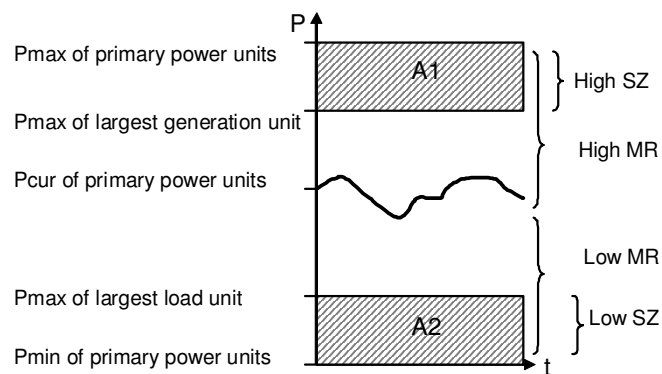 P
Pmax of primary power units
A1
High SZ
Pmax of largest generation unit
High MR
Pcur of primary power units
Low MR
Pmax of largest load unit
A2
Low SZ
Pmin of primary power units
t